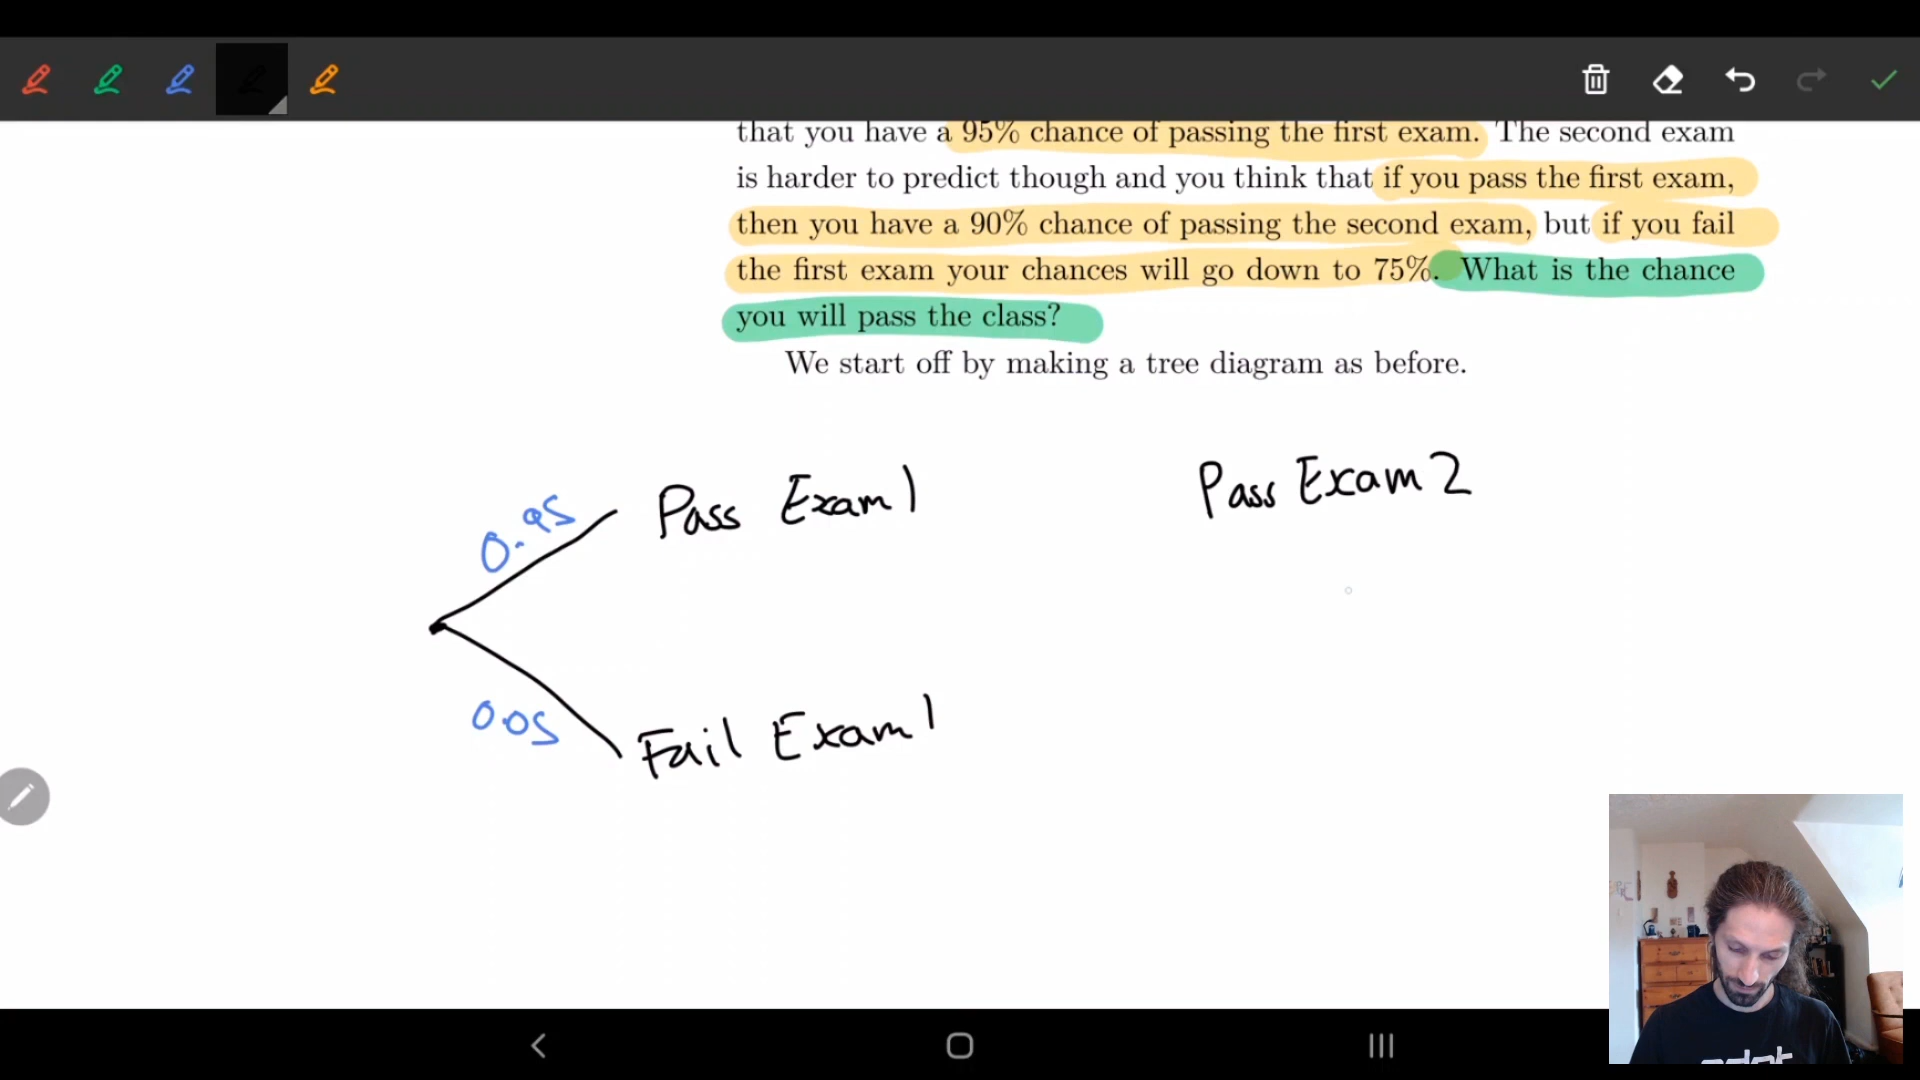 that you have a 95% chance of passing the first exam. The second exam
is harder to predict though and you think that if you pass the first exam,
then you have a 90% chance of passing the second exam, but if you fail
the first exam your chances will go down to 75%. What is the chance
you will pass the class?
We start off by making a tree diagram as before.
Pass Exam 2
0.95 Pass Exam 1
0.05 Fail Exam 1